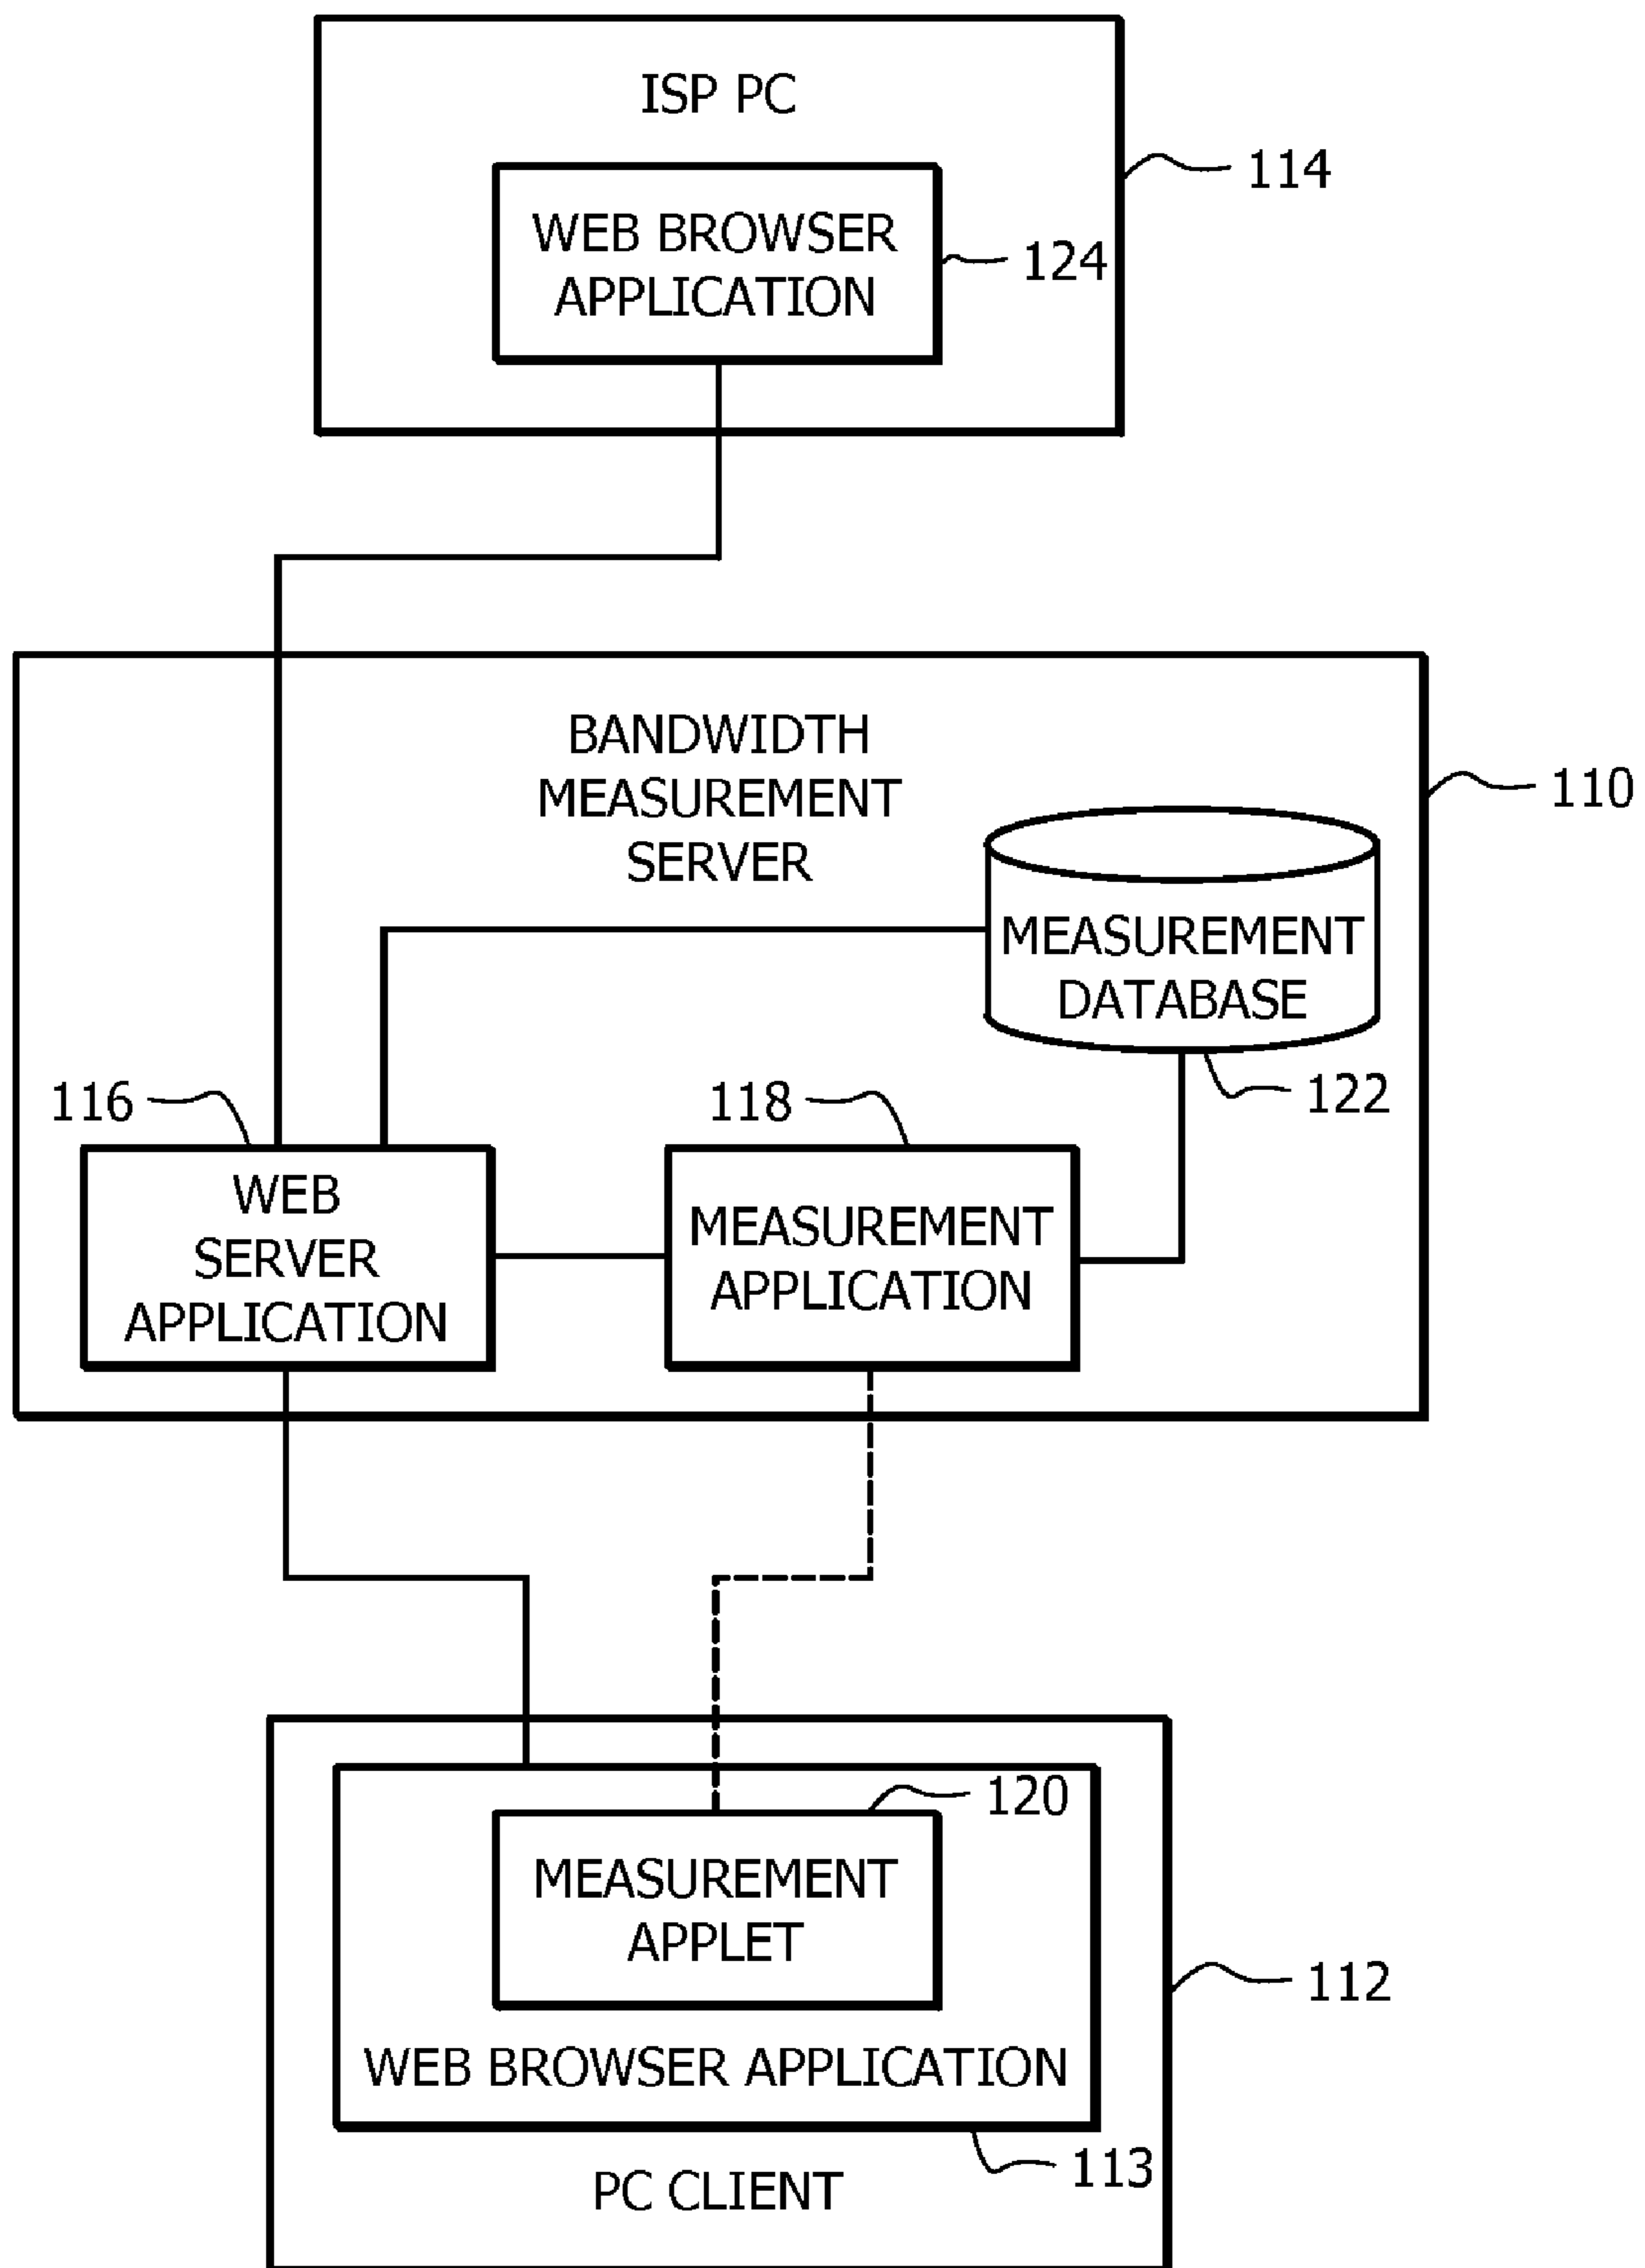 ISP PC
114
WEB BROWSER
APPLICATION
124
BANDWIDTH
MEASUREMENT
SERVER
110
MEASUREMENT
DATABASE
122
116
118
WEB
SERVER
APPLICATION
MEASUREMENT
APPLICATION
120
MEASUREMENT
APPLET
112
WEB BROWSER APPLICATION
113
PC CLIENT